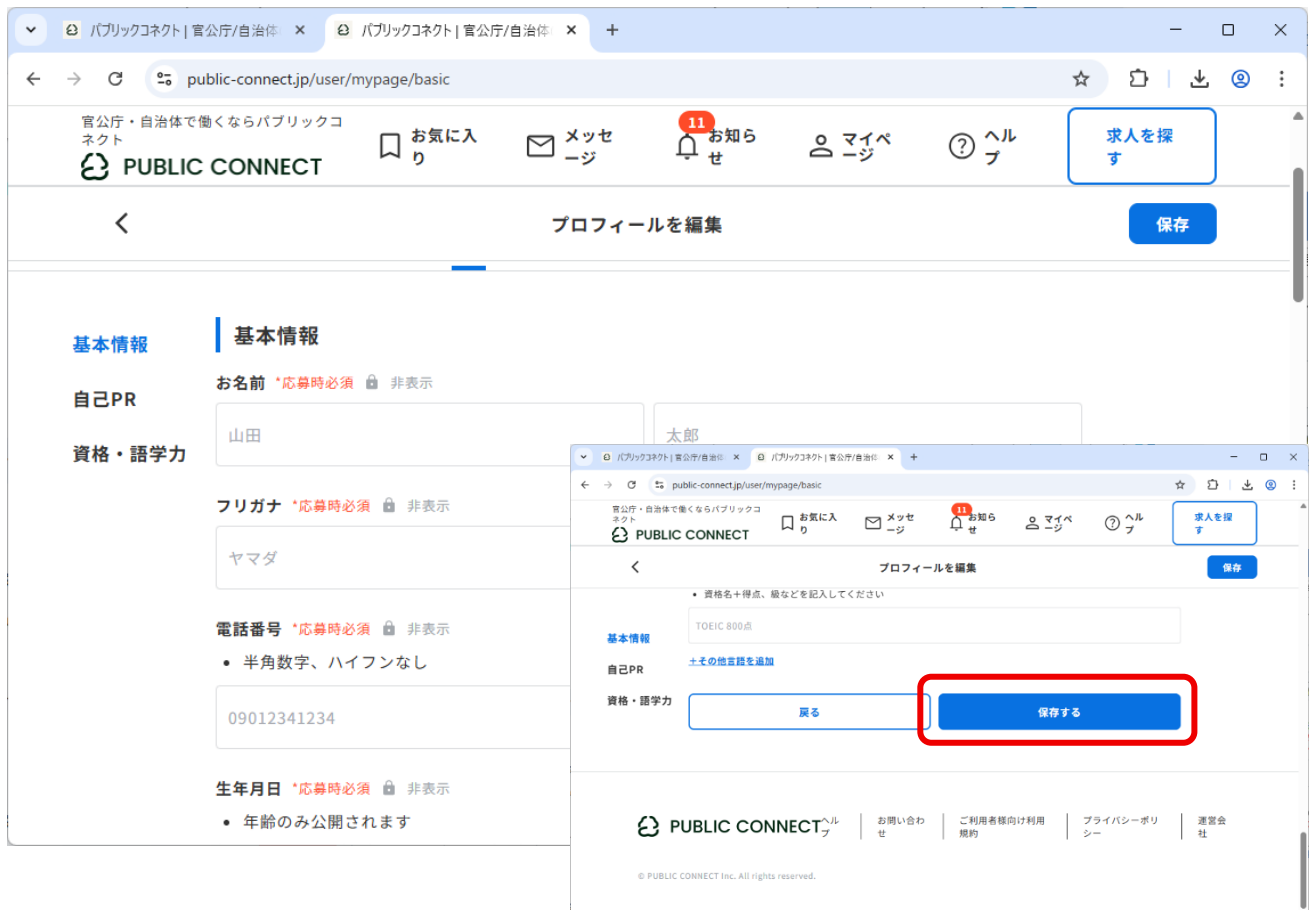 パブリックコネクト | 官公庁/自治体
パブリックコネクト | 官公庁/自治体
public-connect.jp/user/mypage/basic
官公庁・自治体で働くならパブリックコ
ネクト
PUBLIC CONNECT
お気に入
り
メッセ
ージ
11
お知ら
せ
マイペ
ージ
ヘル
プ
求人を探
す
プロフィールを編集
保存
基本情報
自己PR
資格・語学力
基本情報
お名前 *応募時必須 非表示
山田
太郎
フリガナ *応募時必須 非表示
ヤマダ
電話番号 *応募時必須 非表示
• 半角数字、ハイフンなし
09012341234
生年月日 *応募時必須 非表示
• 年齢のみ公開されます
パブリックコネクト | 官公庁/自治体
パブリックコネクト | 官公庁/自治体
public-connect.jp/user/mypage/basic
官公庁・自治体で働くならパブリックコ
ネクト
PUBLIC CONNECT
お気に入
り
メッセ
ージ
11
お知ら
せ
マイペ
ージ
ヘル
プ
求人を探
す
プロフィールを編集
保存
• 資格名+得点、級などを記入してください
TOEIC 800点
基本情報
自己PR
資格・語学力
+その他言語を追加
戻る
保存する
PUBLIC CONNECT
ヘル
プ
お問い合わ
せ
ご利用者様向け利用
規約
プライバシーポリ
シー
運営会
社
© PUBLIC CONNECT Inc. All rights reserved.